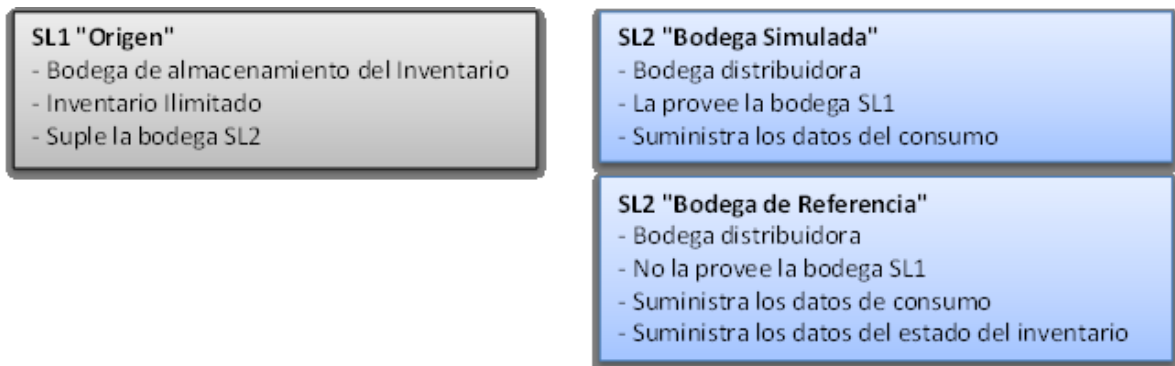 SL1 "Origen"
- Bodega de almacenamiento del Inventario
- Inventario Ilimitado
- Suple la bodega SL2
SL2 "Bodega Simulada"
- Bodega distribuidora
- La provee la bodega SL1
- Suministra los datos del consumo
SL2 "Bodega de Referencia"
- Bodega distribuidora
- No la provee la bodega SL1
- Suministra los datos de consumo
- Suministra los datos del estado del inventario